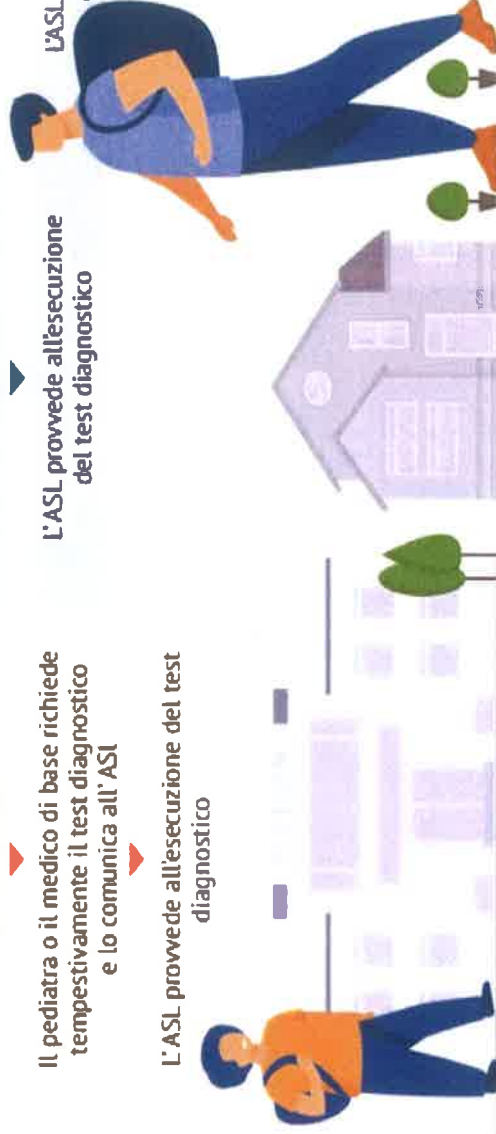 Il pediatra o il medico di base richiede
tempestivamente il test diagnostico
e lo comunica all' ASL
L'ASL provvede all'esecuzione del test
diagnostico
L'ASL provvede all'esecuzione
del test diagnostico
L'ASL